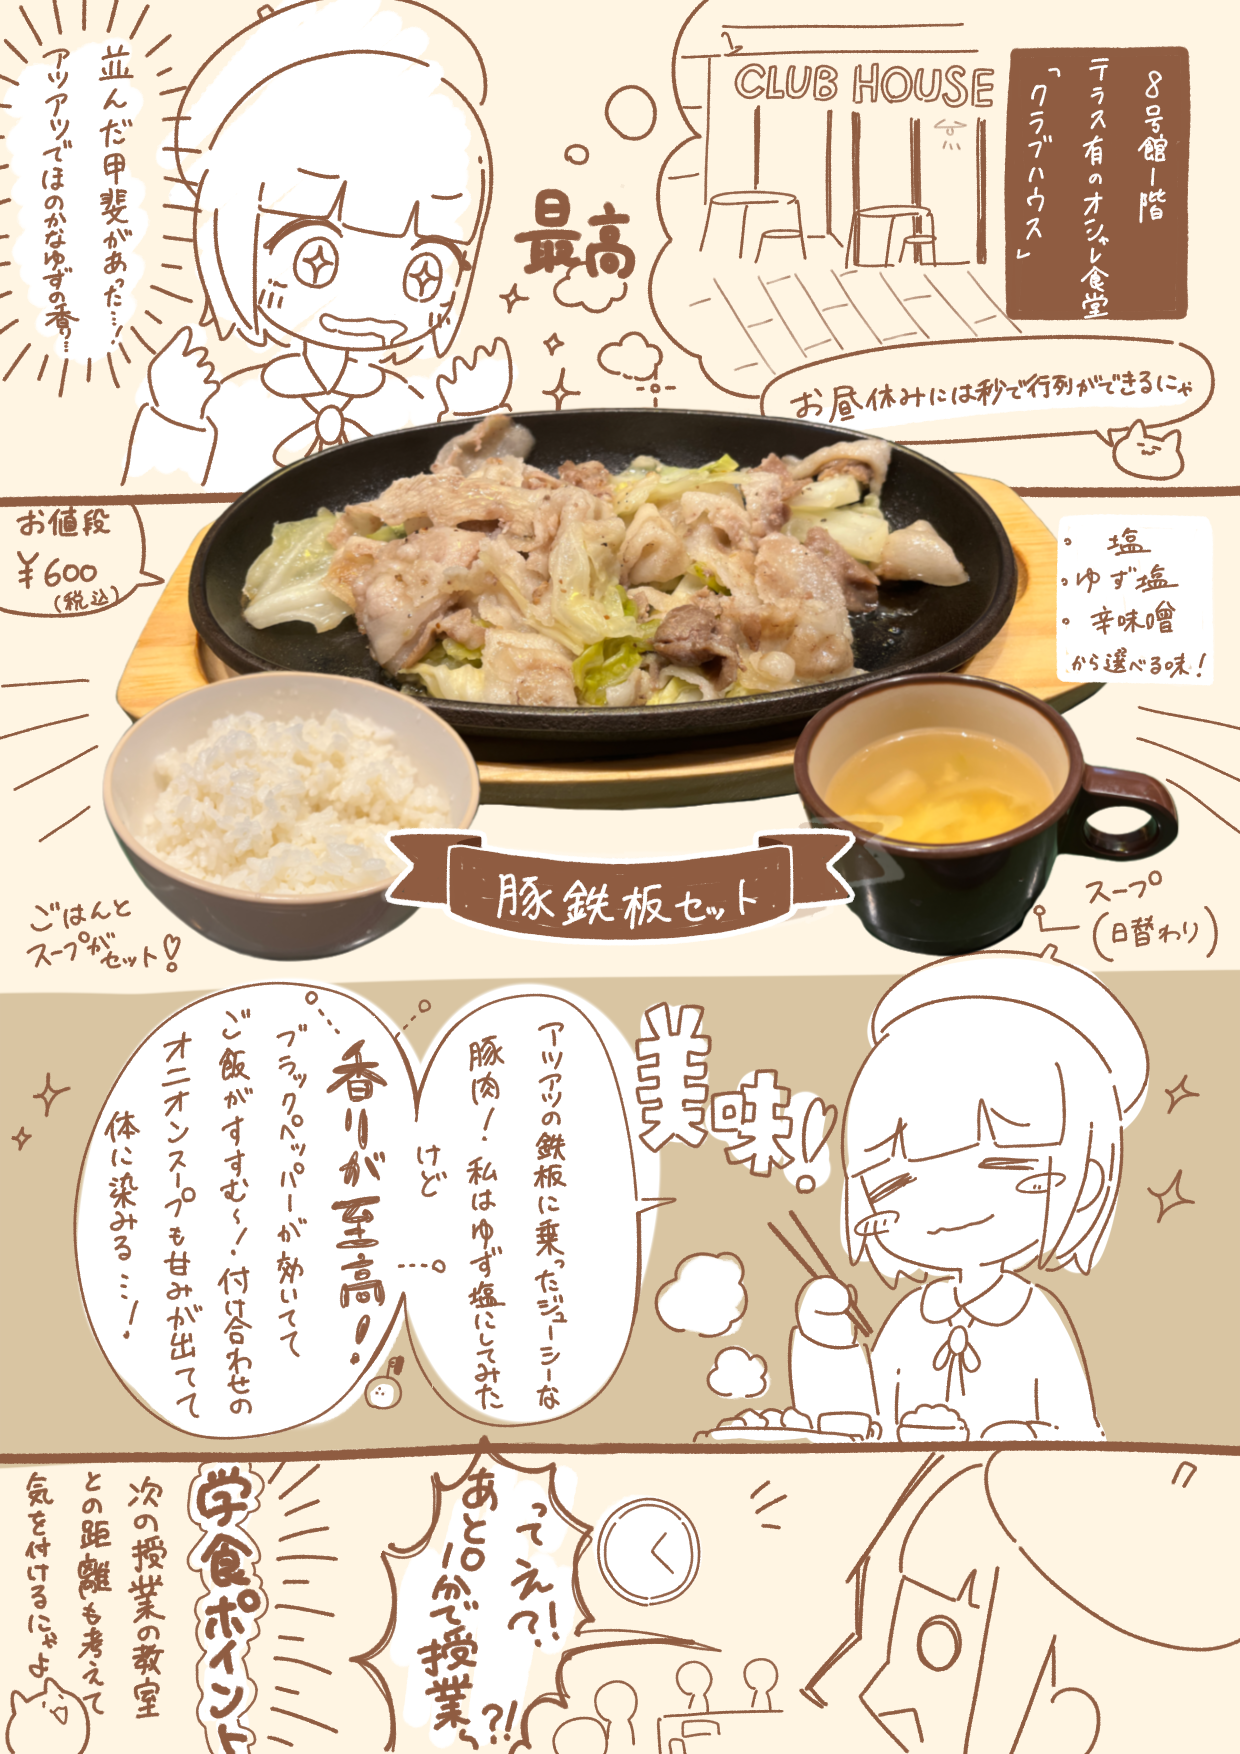 8号館1階
テラス有のオシャレ食堂
「クラブハウス」
CLUB HOUSE
お昼休みには秒で行列ができるにゃ
最高
並んだ甲斐があった…!
アツアツでほのかなゆずの香り…
お値段
¥600
(税込)
。塩
。ゆず塩
。辛味噌
から選べる味!
豚鉄板セット
ごはんと
スープが
セット♡
スープ
(日替わり)
美味!
アツアツの鉄板に乗ったジューシーな
豚肉!私はゆず塩にしてみた
けど
香りが至高!
ブラックペッパーが効いてて
ご飯がすすむ~!付け合わせの
オニオンスープも甘みが出てて
体に染みる…!
ってえ?!
あと10分で授業〜?!
学食ポイント
次の授業の教室
との距離も考えて
気を付けるにゃよ